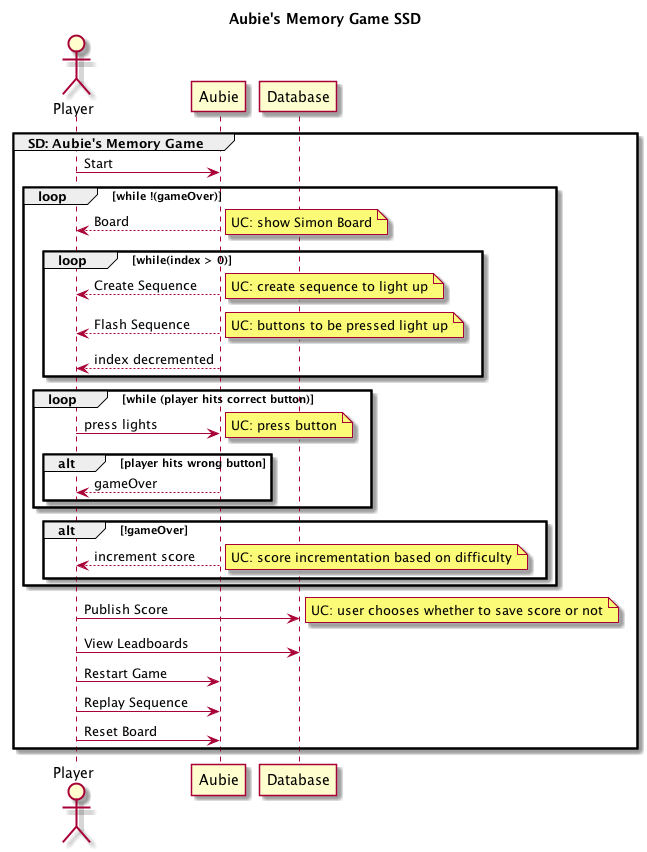 Aubie's Memory Game SSD
Player
Aubie
Database
SD: Aubie's Memory Game
Start
loop [while !(gameOver)]
Board
UC: show Simon Board
loop [while(index > 0)]
Create Sequence
UC: create sequence to light up
Flash Sequence
UC: buttons to be pressed light up
index decremented
loop [while (player hits correct button)]
press lights
UC: press button
alt [player hits wrong button]
gameOver
alt [!gameOver]
increment score
UC: score incrementation based on difficulty
Publish Score
UC: user chooses whether to save score or not
View Leadboards
Restart Game
Replay Sequence
Reset Board
Player
Aubie
Database